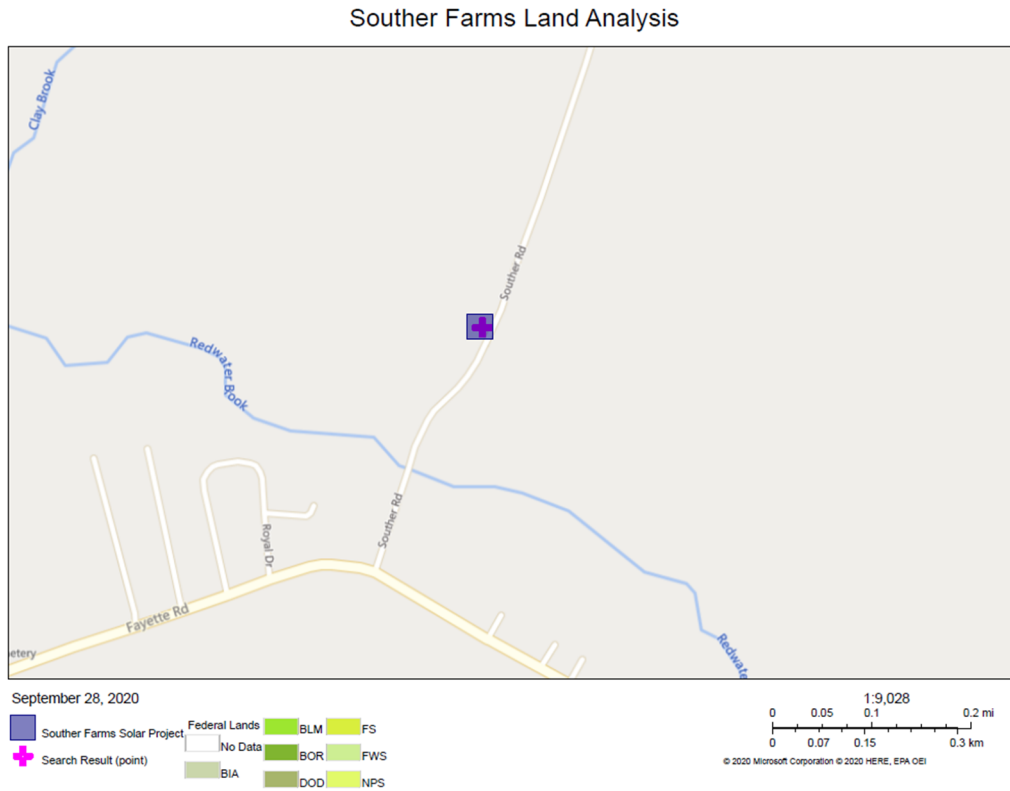 Souther Farms Land Analysis
Clay Brook
Souther Rd
Redwater Book
Souther Rd
Royal Dr
Fayette Rd
etery
Redwate
September 28, 2020
1:9,028
0 0.05 0.1 0.2 mi
0 0.07 0.15 0.3 km
Souther Farms Solar Project
Search Result (point)
Federal Lands
No Data
BIA
BLM
BOR
DOD
FS
FWS
NPS
© 2020 Microsoft Corporation © 2020 HERE, EPA OEI